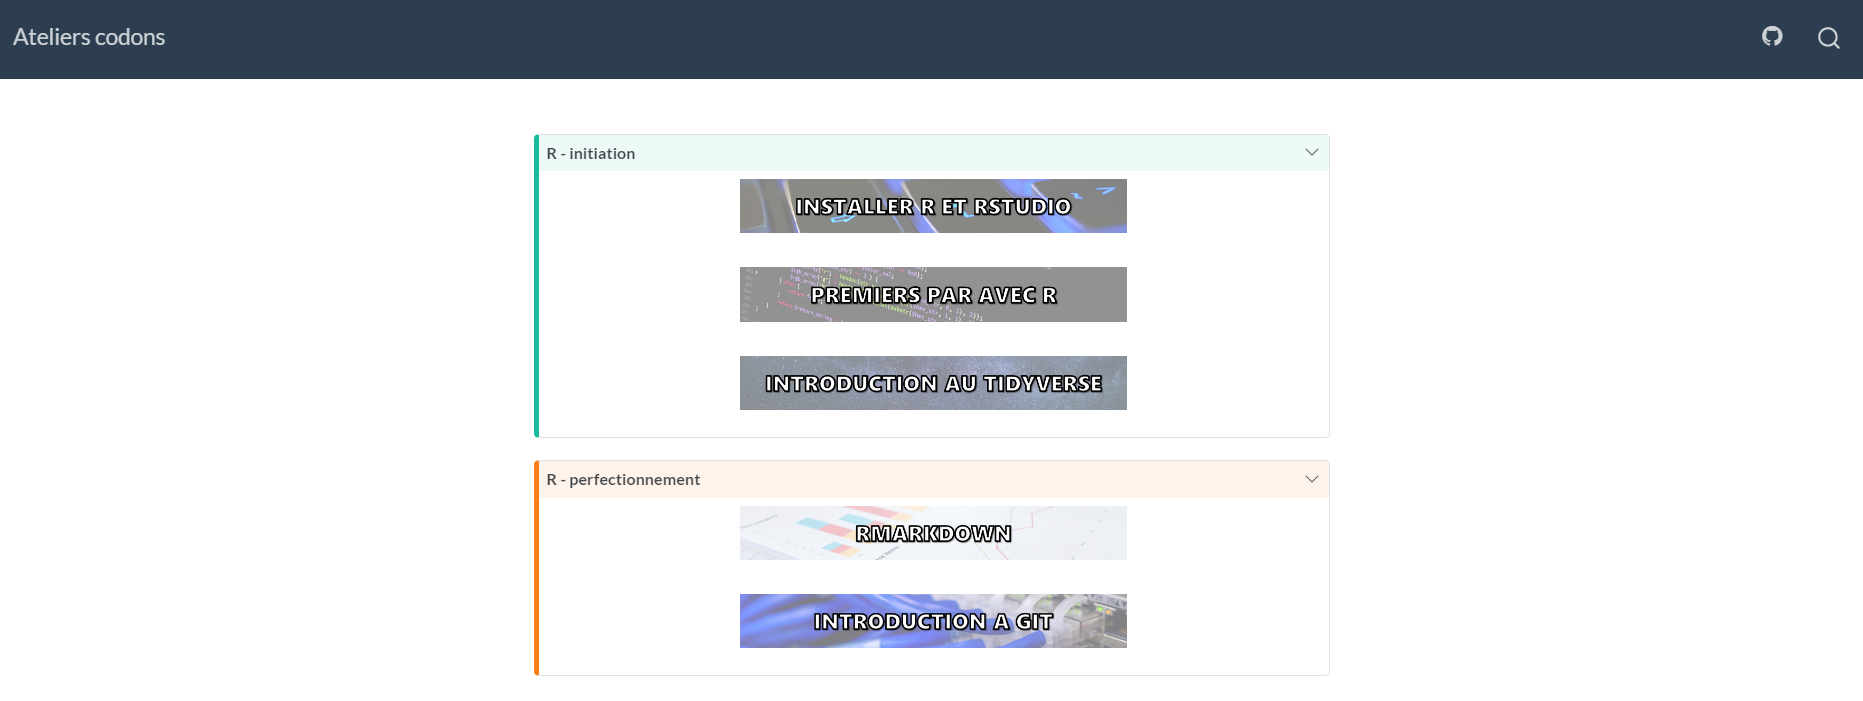 Ateliers codons
R - initiation
INSTALLER R ET RSTUDIO
PREMIERS PAR AVEC R
INTRODUCTION AU TIDYVERSE
R - perfectionnement
RMARKDOWN
INTRODUCTION A GIT